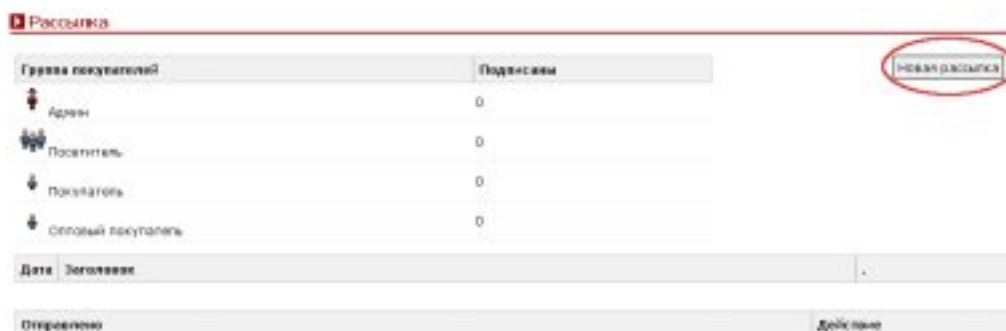 Рассылка
Группа покупателей Подписаны
Новая рассылка
Админ 0
Посетитель 0
Покупатель 0
Оптовый покупатель 0
Дата Заголовок .
Отправлено Действие